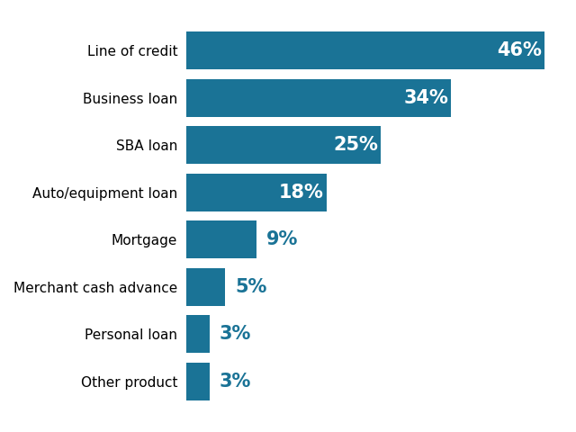 Line of credit 46%
Business loan 34%
SBA loan 25%
Auto/equipment loan 18%
Mortgage 9%
Merchant cash advance 5%
Personal loan 3%
Other product 3%